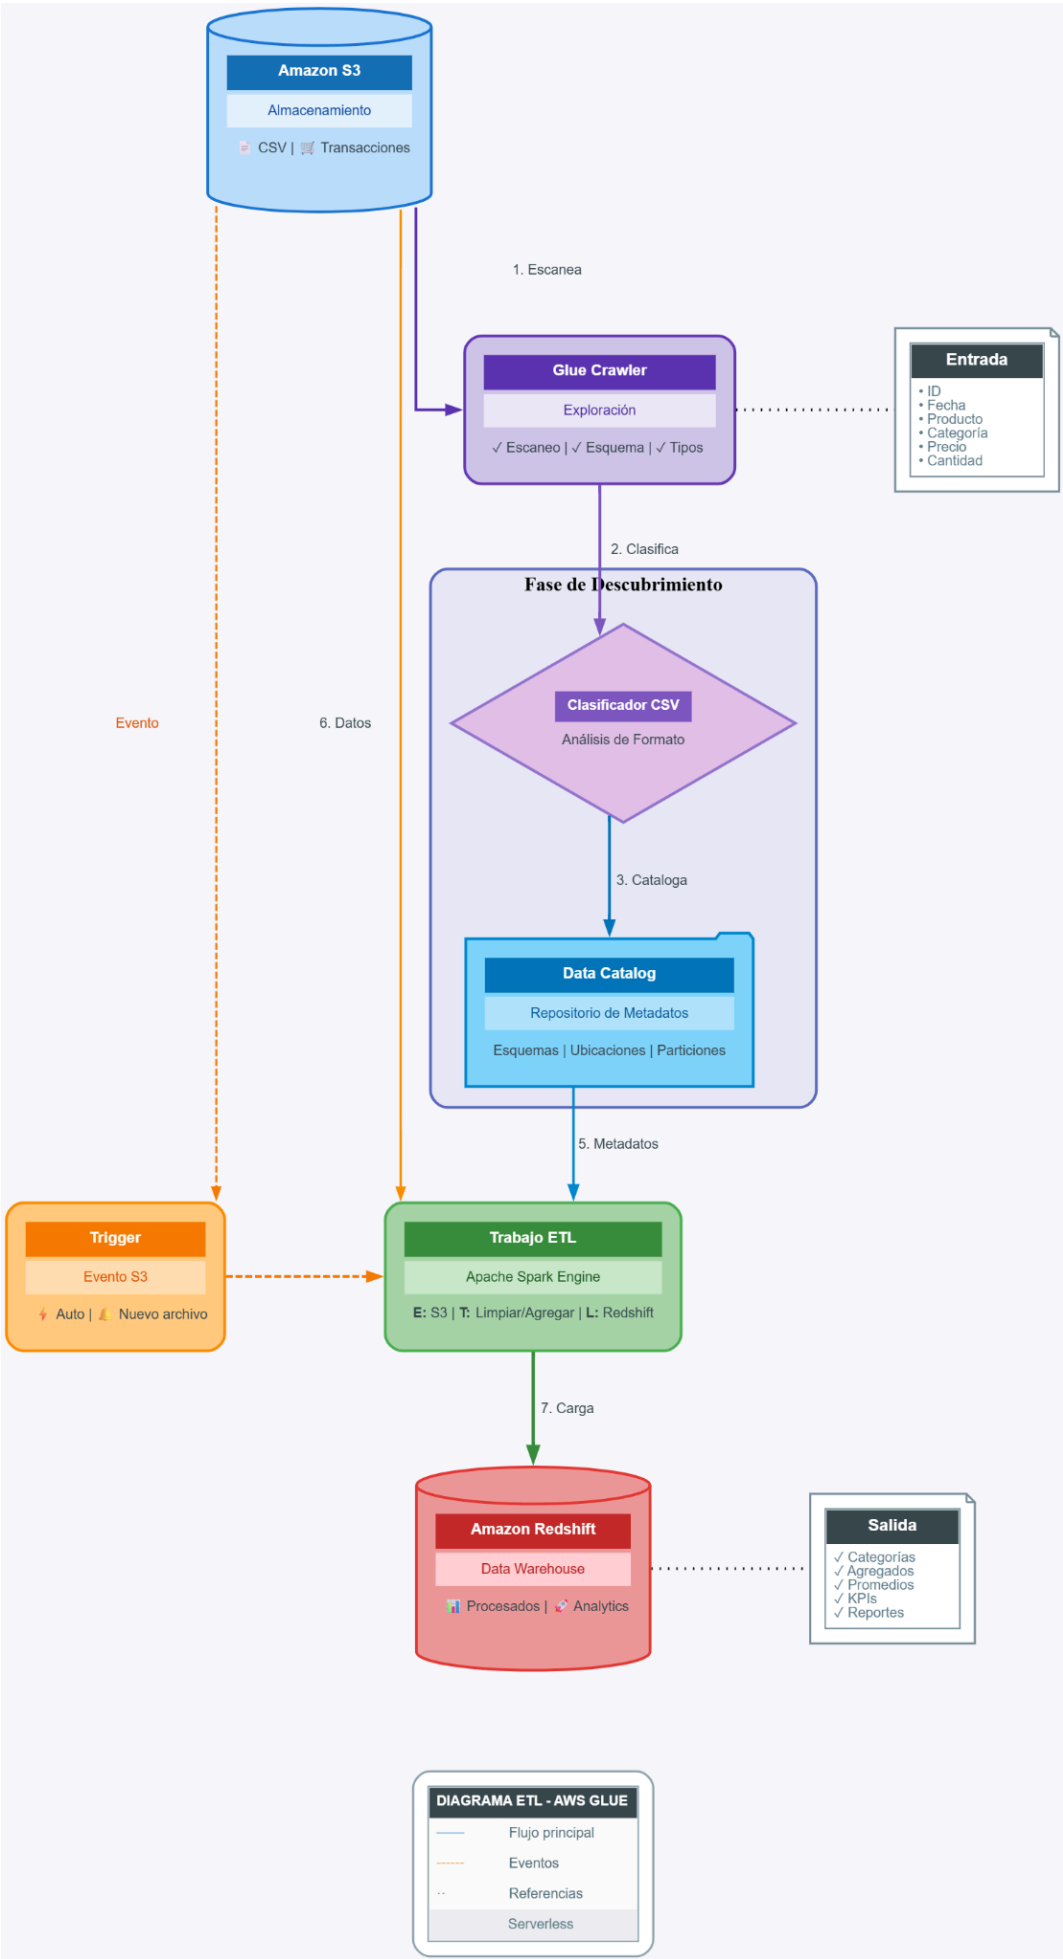 Amazon S3
Almacenamiento
CSV | Transacciones
1. Escanea
Glue Crawler
Exploración
✓ Escaneo | ✓ Esquema | ✓ Tipos
Entrada
• ID
• Fecha
• Producto
• Categoría
• Precio
• Cantidad
2. Clasifica
Fase de Descubrimiento
Clasificador CSV
Análisis de Formato
Evento
6. Datos
3. Cataloga
Data Catalog
Repositorio de Metadatos
Esquemas | Ubicaciones | Particiones
5. Metadatos
Trigger
Evento S3
Auto | Nuevo archivo
Trabajo ETL
Apache Spark Engine
E: S3 | T: Limpiar/Agregar | L: Redshift
7. Carga
Amazon Redshift
Data Warehouse
Procesados | Analytics
Salida
✓ Categorías
✓ Agregados
✓ Promedios
✓ KPIs
✓ Reportes
DIAGRAMA ETL - AWS GLUE
Flujo principal
Eventos
Referencias
Serverless